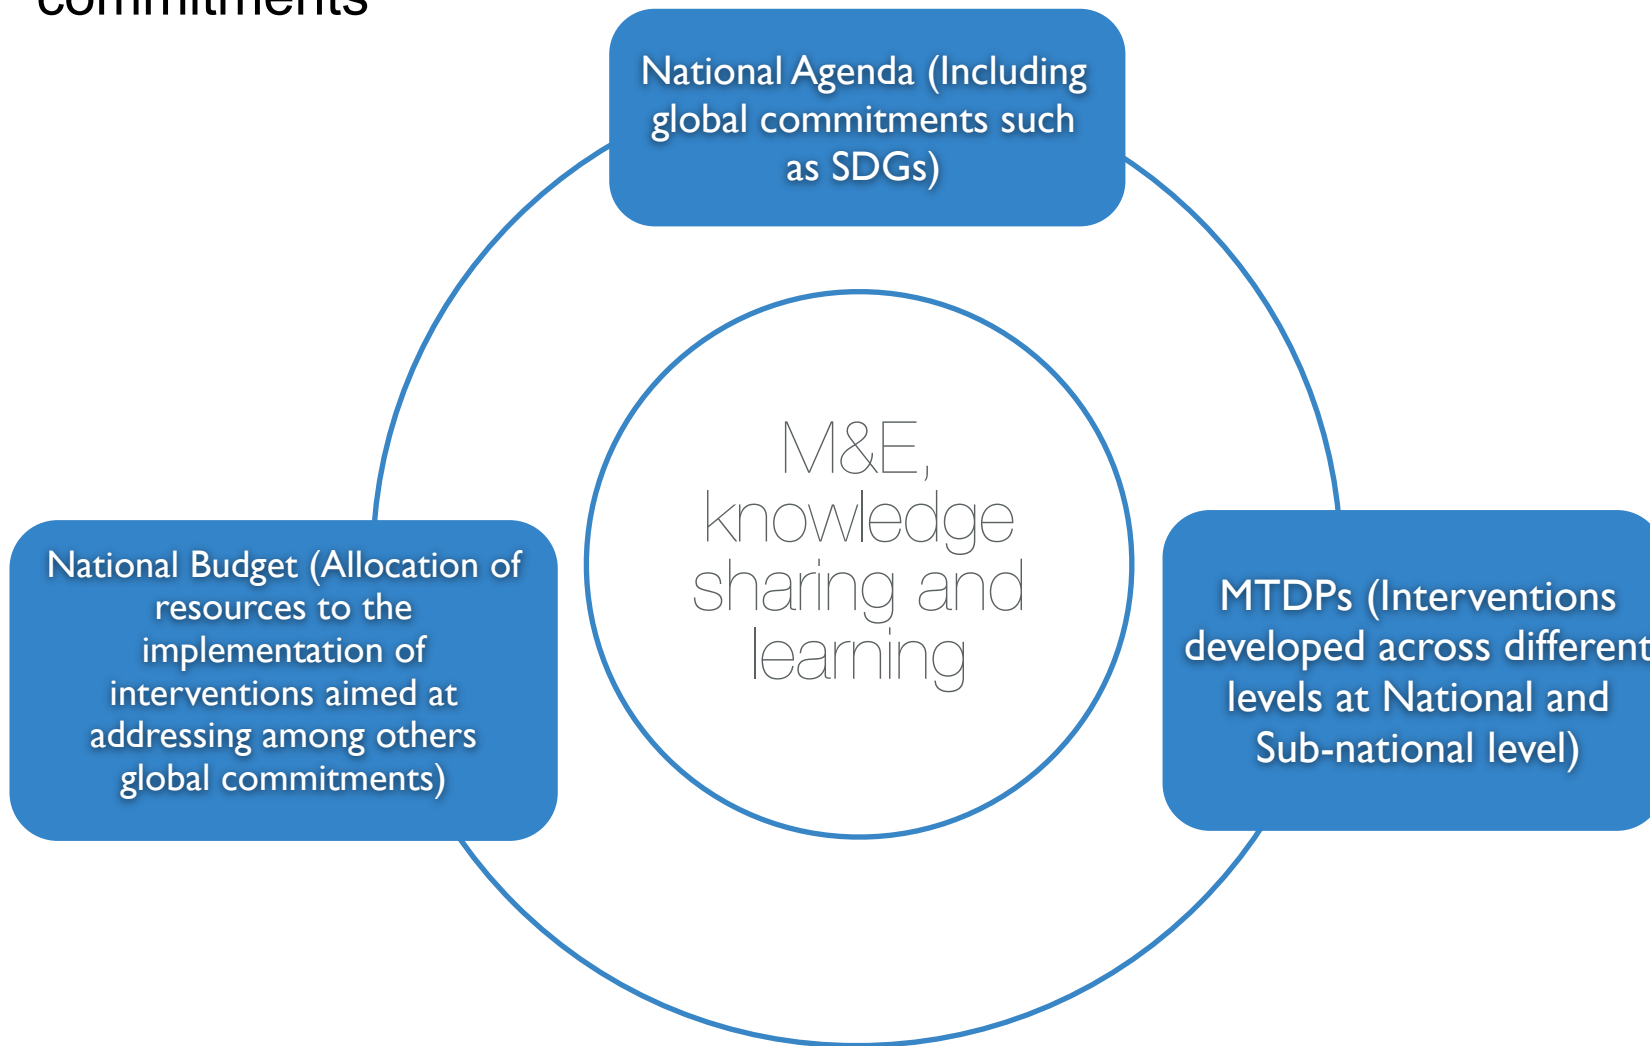 commitments
National Agenda (Including
global commitments such
as SDGs)
M&E,
knowledge
sharing and
learning
National Budget (Allocation of
resources to the
implementation of
interventions aimed at
addressing among others
global commitments)
MTDPs (Interventions
developed across different
levels at National and
Sub-national level)